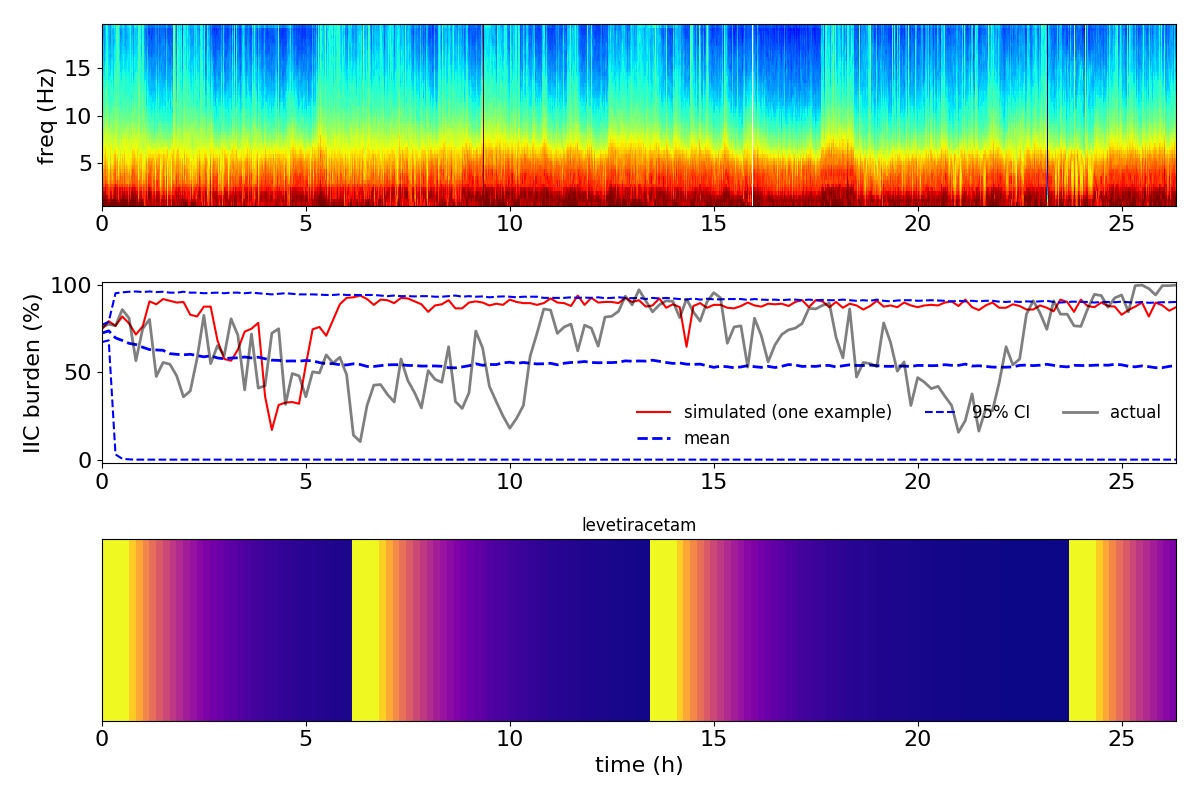 freq (Hz)
15
10
5
0 5 10 15 20 25
IIC burden (%)
100
50
0
simulated (one example) 95% CI actual
mean
0 5 10 15 20 25
levetiracetam
0 5 10 15 20 25
time (h)